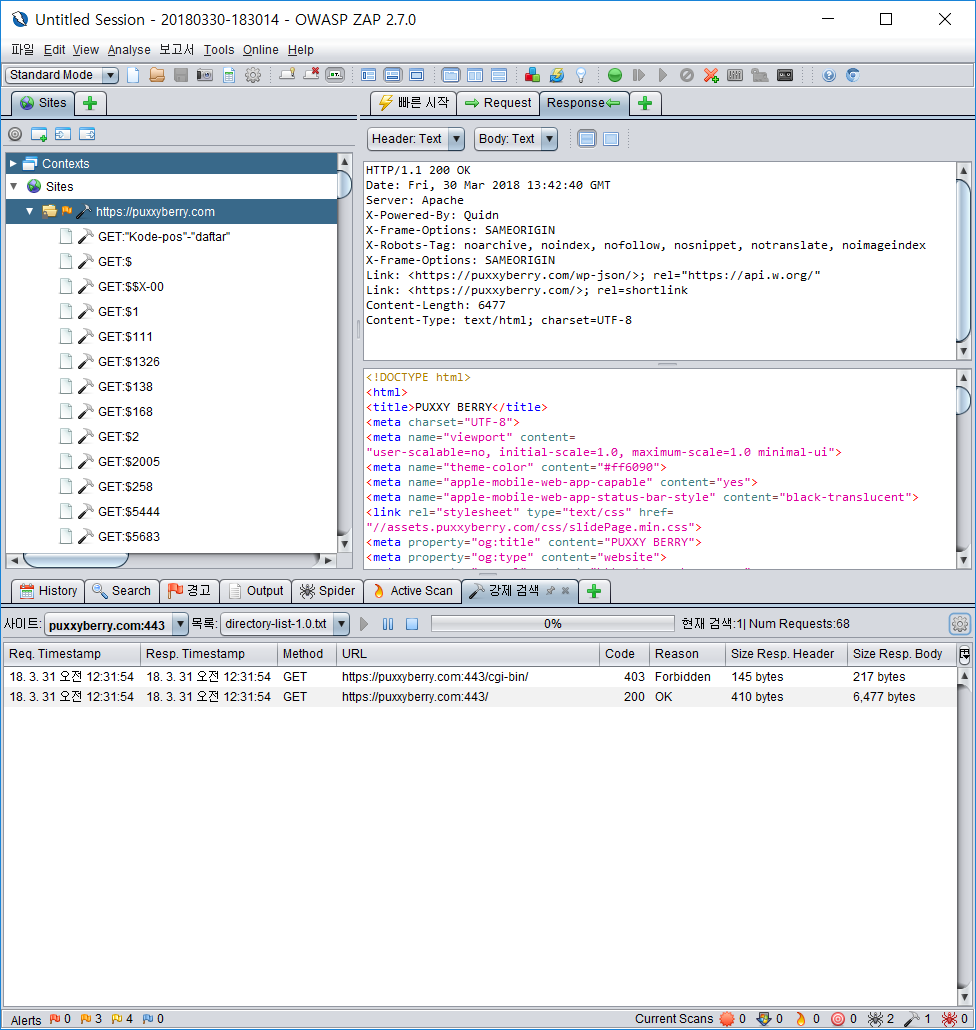 Untitled Session - 20180330-183014 - OWASP ZAP 2.7.0
파일 Edit View Analyse 보고서 Tools Online Help
Standard Mode
Sites
빠른 시작 Request Response
Header: Text Body: Text
Contexts
Sites
https://puxxyberry.com
GET:"Kode-pos"-"daftar"
GET:$
GET:$$X-00
GET:$1
GET:$111
GET:$1326
GET:$138
GET:$168
GET:$2
GET:$2005
GET:$258
GET:$5444
GET:$5683
HTTP/1.1 200 OK
Date: Fri, 30 Mar 2018 13:42:40 GMT
Server: Apache
X-Powered-By: Quidn
X-Frame-Options: SAMEORIGIN
X-Robots-Tag: noarchive, noindex, nofollow, nosnippet, notranslate, noimageindex
X-Frame-Options: SAMEORIGIN
Link: <https://puxxyberry.com/wp-json/>; rel="https://api.w.org/"
Link: <https://puxxyberry.com/>; rel=shortlink
Content-Length: 6477
Content-Type: text/html; charset=UTF-8
<!DOCTYPE html>
<html>
<title>PUXXY BERRY</title>
<meta charset="UTF-8">
<meta name="viewport" content=
"user-scalable=no, initial-scale=1.0, maximum-scale=1.0 minimal-ui">
<meta name="theme-color" content="#ff6090">
<meta name="apple-mobile-web-app-capable" content="yes">
<meta name="apple-mobile-web-app-status-bar-style" content="black-translucent">
<link rel="stylesheet" type="text/css" href=
"//assets.puxxyberry.com/css/slidePage.min.css">
<meta property="og:title" content="PUXXY BERRY">
<meta property="og:type" content="website">
History Search 경고 Output Spider Active Scan 강제 검색
사이트: puxxyberry.com:443 목록: directory-list-1.0.txt 0% 현재 검색:1| Num Requests:68
Req. Timestamp Resp. Timestamp Method URL Code Reason Size Resp. Header Size Resp. Body
18. 3. 31 오전 12:31:54 18. 3. 31 오전 12:31:54 GET https://puxxyberry.com:443/cgi-bin/ 403 Forbidden 145 bytes 217 bytes
18. 3. 31 오전 12:31:54 18. 3. 31 오전 12:31:54 GET https://puxxyberry.com:443/ 200 OK 410 bytes 6,477 bytes
Alerts 0 3 4 0 Current Scans 0 0 0 0 2 1 0